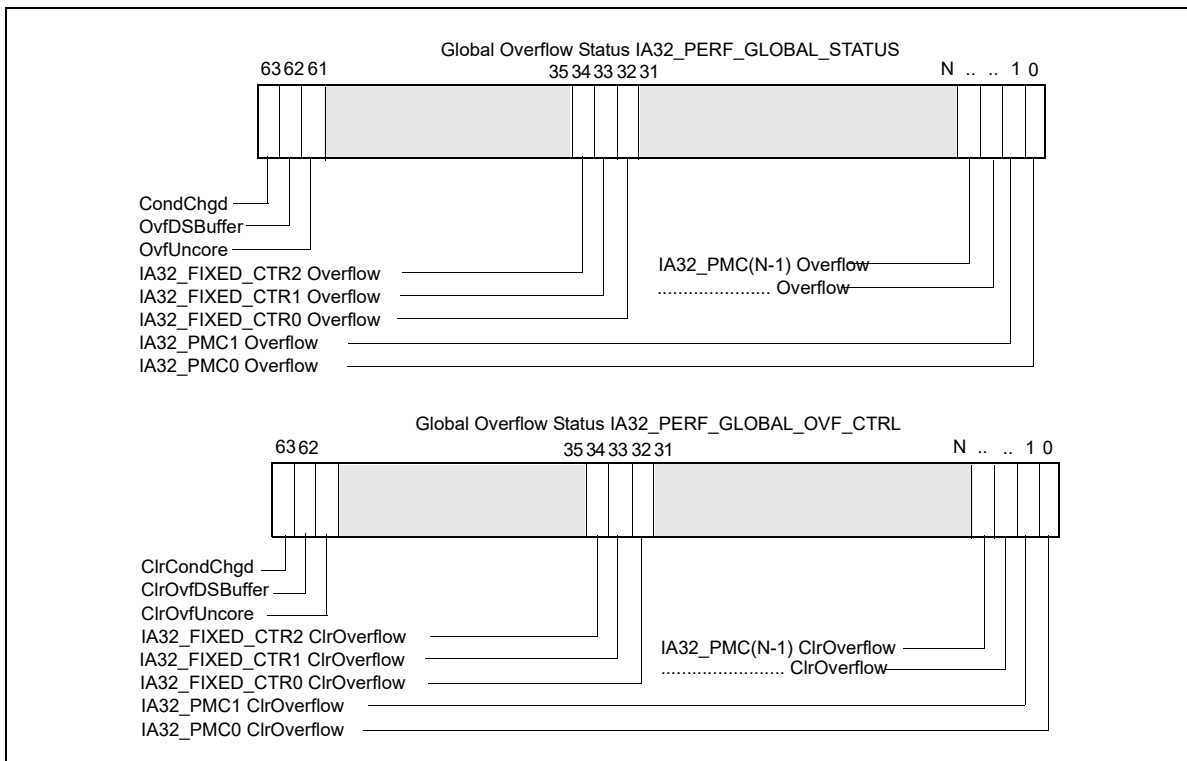 Global Overflow Status IA32_PERF_GLOBAL_STATUS
63 62 61 35 34 33 32 31 N .. .. 1 0
CondChgd
OvfDSBuffer
OvfUncore
IA32_FIXED_CTR2 Overflow
IA32_FIXED_CTR1 Overflow
IA32_FIXED_CTR0 Overflow
IA32_PMC1 Overflow
IA32_PMC0 Overflow
IA32_PMC(N-1) Overflow
...................... Overflow
Global Overflow Status IA32_PERF_GLOBAL_OVF_CTRL
63 62 35 34 33 32 31 N .. .. 1 0
ClrCondChgd
ClrOvfDSBuffer
ClrOvfUncore
IA32_FIXED_CTR2 ClrOverflow
IA32_FIXED_CTR1 ClrOverflow
IA32_FIXED_CTR0 ClrOverflow
IA32_PMC1 ClrOverflow
IA32_PMC0 ClrOverflow
IA32_PMC(N-1) ClrOverflow
........................ ClrOverflow